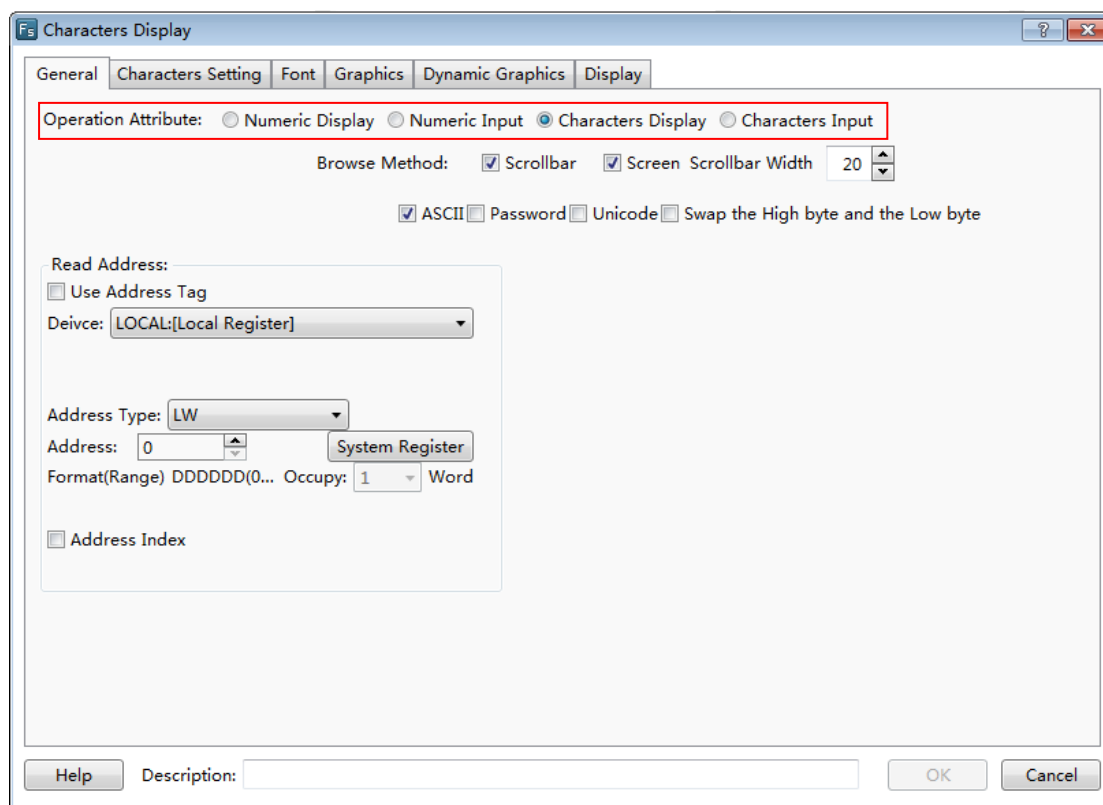 Fs Characters Display
General Characters Setting Font Graphics Dynamic Graphics Display
Operation Attribute: Numeric Display Numeric Input Characters Display Characters Input
Browse Method: Scrollbar Screen Scrollbar Width 20
ASCII Password Unicode Swap the High byte and the Low byte
Read Address:
Use Address Tag
Deivce: LOCAL:[Local Register]
Address Type: LW
Address: 0 System Register
Format(Range) DDDDDD(0... Occupy: 1 Word
Address Index
Help Description: OK Cancel